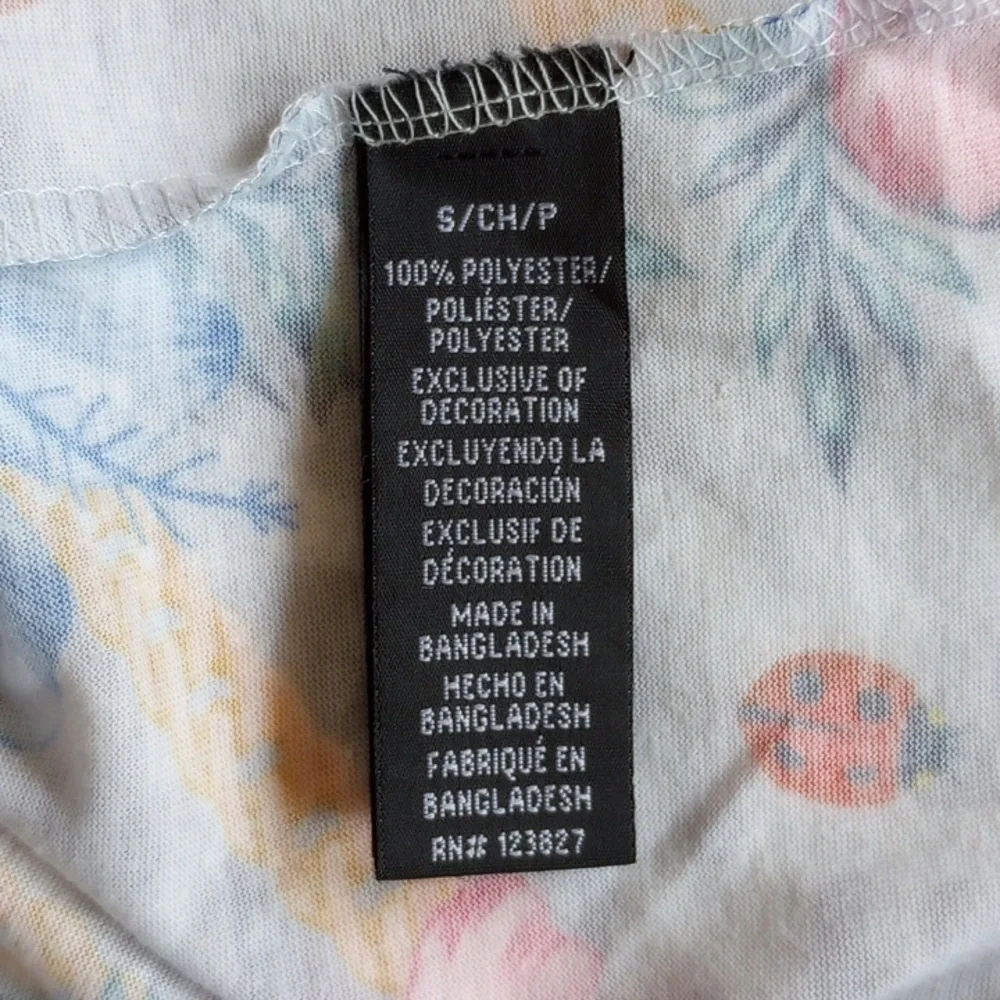 S/CH/P
100% POLYESTER/
POLIÉSTER/
POLYESTER
EXCLUSIVE OF
DECORATION
EXCLUYENDO LA
DECORACIÓN
EXCLUSIF DE
DÉCORATION
MADE IN
BANGLADESH
HECHO EN
BANGLADESH
FABRIQUÉ EN
BANGLADESH
RN# 123827